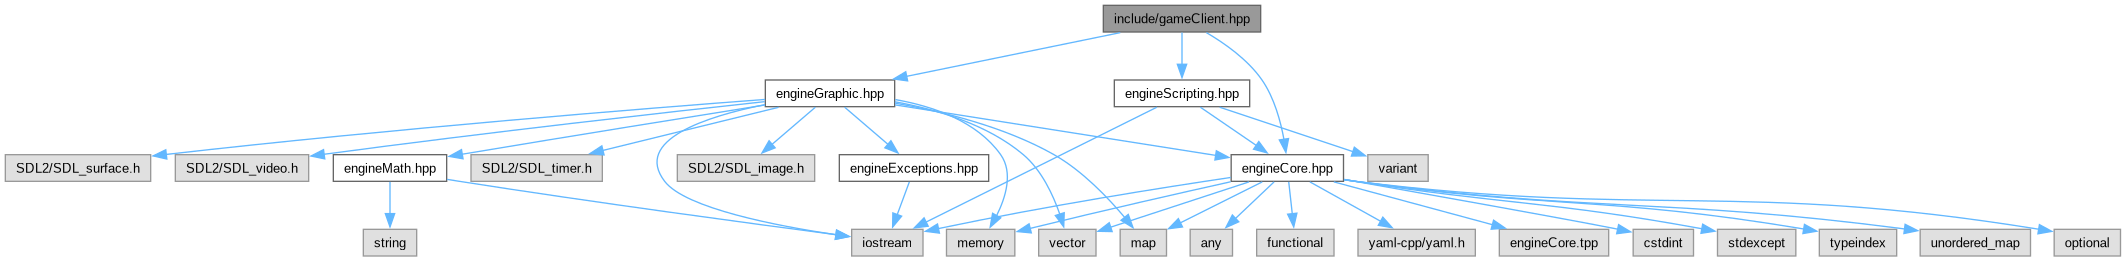 include/gameClient.hpp
engineGraphic.hpp
engineScripting.hpp
SDL2/SDL_surface.h
SDL2/SDL_video.h
engineMath.hpp
SDL2/SDL_timer.h
SDL2/SDL_image.h
engineExceptions.hpp
engineCore.hpp
variant
string
iostream
memory
vector
map
any
functional
yaml-cpp/yaml.h
engineCore.tpp
cstdint
stdexcept
typeindex
unordered_map
optional